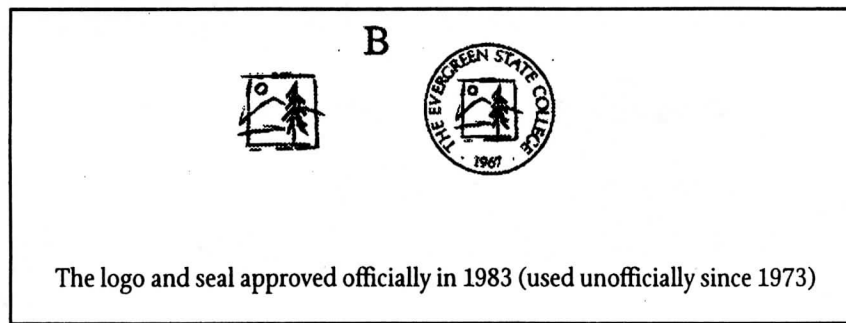 B
THE EVERGREEN STATE COLLEGE
· 1967 ·
The logo and seal approved officially in 1983 (used unofficially since 1973)